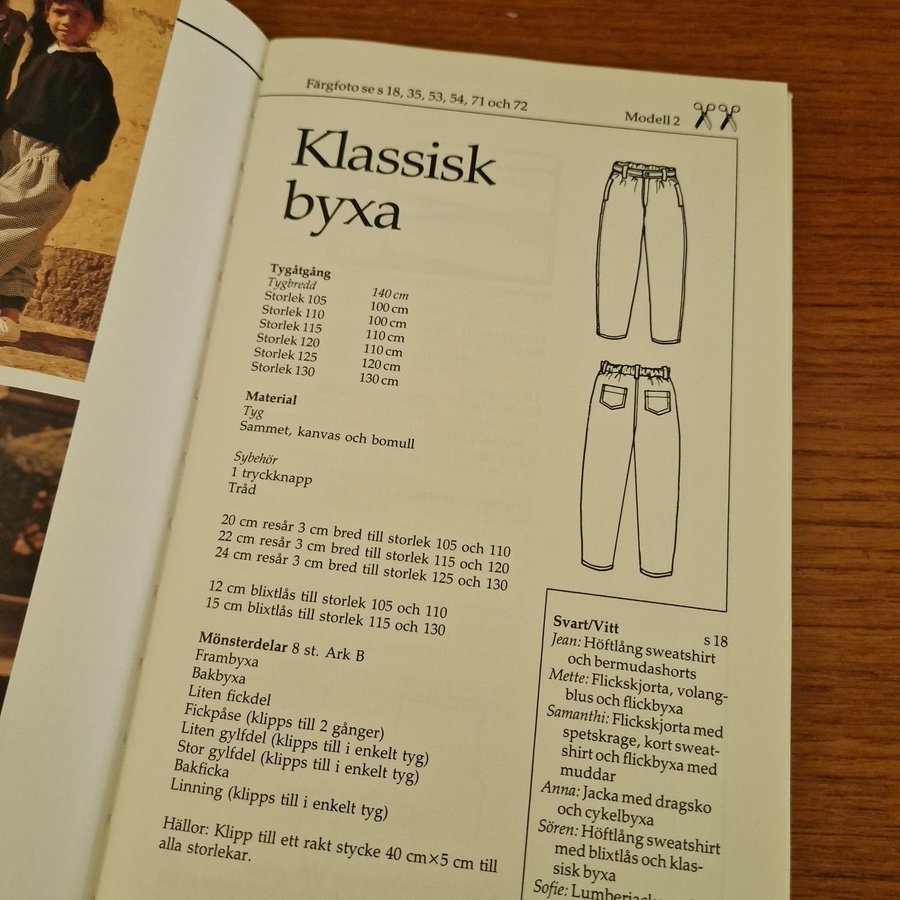 Färgfoto se s 18, 35, 53, 54, 71 och 72
Modell 2
Klassisk
byxa
Tygåtgång
Tygbredd 140 cm
Storlek 105 100 cm
Storlek 110 100 cm
Storlek 115 110 cm
Storlek 120 110 cm
Storlek 125 120 cm
Storlek 130 130 cm
Material
Tyg
Sammet, kanvas och bomull
Sybehör
1 tryckknapp
Tråd
20 cm resår 3 cm bred till storlek 105 och 110
22 cm resår 3 cm bred till storlek 115 och 120
24 cm resår 3 cm bred till storlek 125 och 130
12 cm blixtlås till storlek 105 och 110
15 cm blixtlås till storlek 115 och 130
Mönsterdelar 8 st. Ark B
Frambyxa
Bakbyxa
Liten fickdel
Fickpåse (klipps till 2 gånger)
Liten gylfdel (klipps till i enkelt tyg)
Stor gylfdel (klipps till i enkelt tyg)
Bakficka
Linning (klipps till i enkelt tyg)
Hällor: Klipp till ett rakt stycke 40 cm×5 cm till
alla storlekar.
Svart/Vitt s 18
Jean: Höftlång sweatshirt
och bermudashorts
Mette: Flickskjorta, volang-
blus och flickbyxa
Samanthi: Flickskjorta med
spetskrage, kort sweat-
shirt och flickbyxa med
muddar
Anna: Jacka med dragsko
och cykelbyxa
Sören: Höftlång sweatshirt
med blixtlås och klas-
sisk byxa
Sofie: